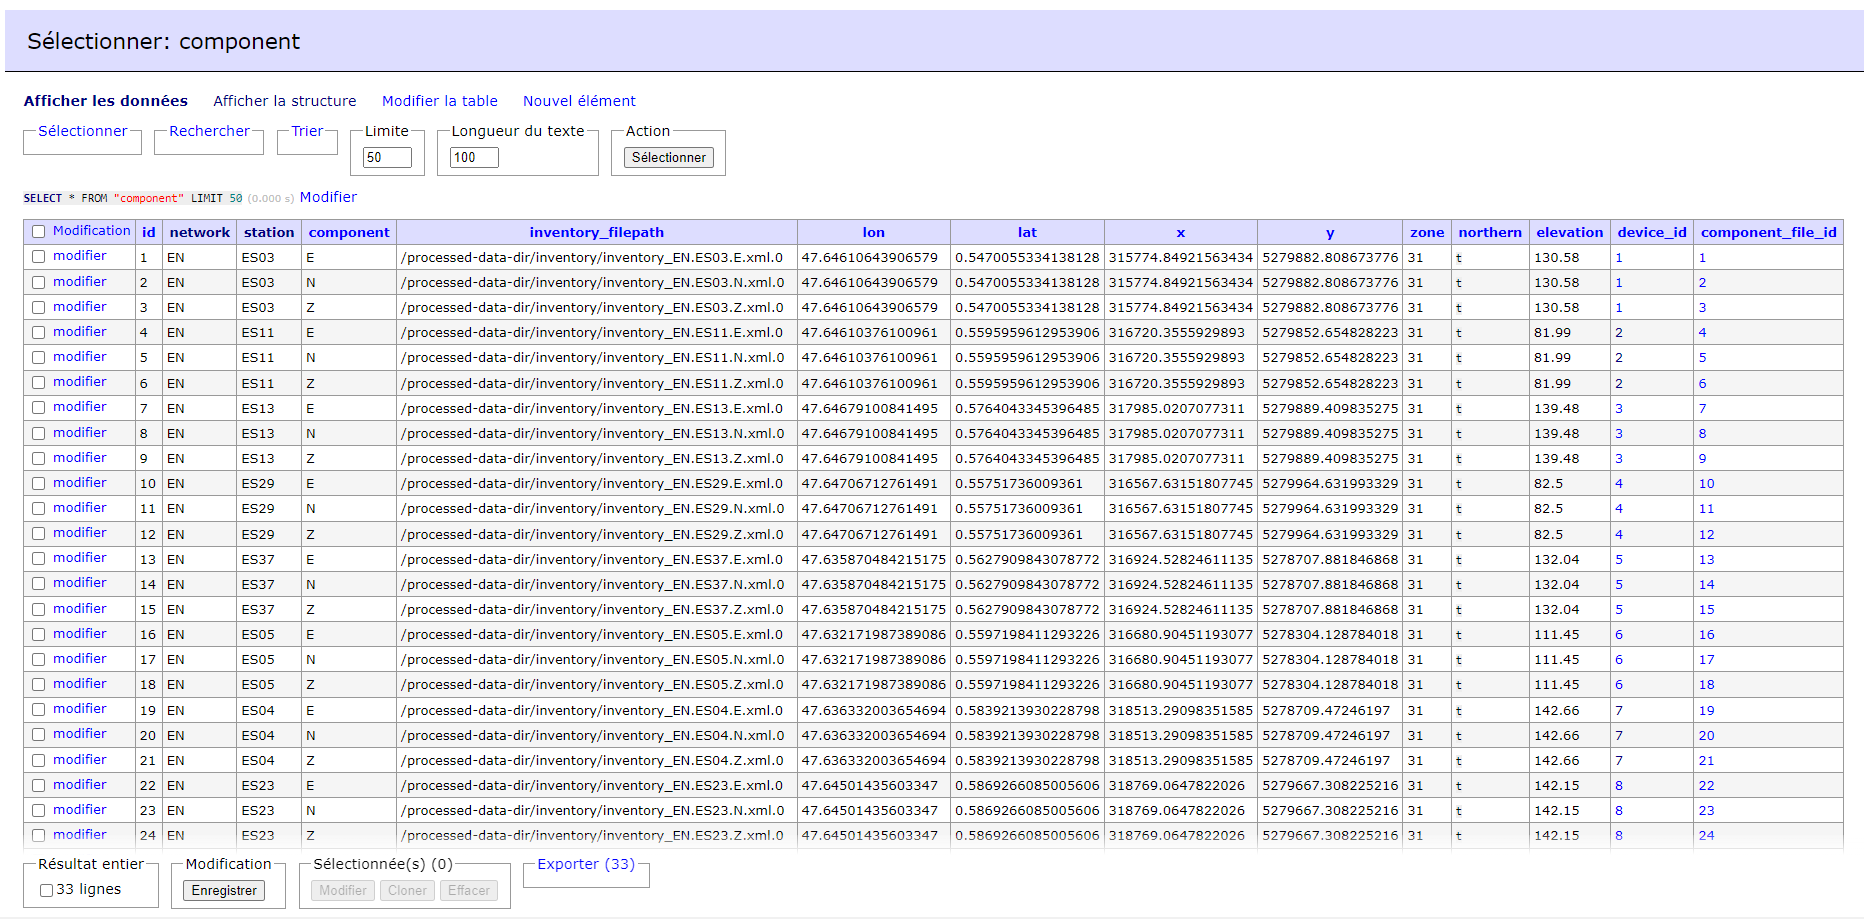 Sélectionner: component
Afficher les données Afficher la structure Modifier la table Nouvel élément
Sélectionner Rechercher Trier Limite Longueur du texte Action
50 100 Sélectionner
SELECT * FROM "component" LIMIT 50 (0.000 s) Modifier
Modification id network station component inventory_filepath lon lat x y zone northern elevation device_id component_file_id
modifier 1 EN ES03 E /processed-data-dir/inventory/inventory_EN.ES03.E.xml.0 47.64610643906579 0.5470055334138128 315774.84921563434 5279882.808673776 31 t 130.58 1 1
modifier 2 EN ES03 N /processed-data-dir/inventory/inventory_EN.ES03.N.xml.0 47.64610643906579 0.5470055334138128 315774.84921563434 5279882.808673776 31 t 130.58 1 2
modifier 3 EN ES03 Z /processed-data-dir/inventory/inventory_EN.ES03.Z.xml.0 47.64610643906579 0.5470055334138128 315774.84921563434 5279882.808673776 31 t 130.58 1 3
modifier 4 EN ES11 E /processed-data-dir/inventory/inventory_EN.ES11.E.xml.0 47.64610376100961 0.5595959612953906 316720.3555929893 5279852.654828223 31 t 81.99 2 4
modifier 5 EN ES11 N /processed-data-dir/inventory/inventory_EN.ES11.N.xml.0 47.64610376100961 0.5595959612953906 316720.3555929893 5279852.654828223 31 t 81.99 2 5
modifier 6 EN ES11 Z /processed-data-dir/inventory/inventory_EN.ES11.Z.xml.0 47.64610376100961 0.5595959612953906 316720.3555929893 5279852.654828223 31 t 81.99 2 6
modifier 7 EN ES13 E /processed-data-dir/inventory/inventory_EN.ES13.E.xml.0 47.64679100841495 0.5764043345396485 317985.0207077311 5279889.409835275 31 t 139.48 3 7
modifier 8 EN ES13 N /processed-data-dir/inventory/inventory_EN.ES13.N.xml.0 47.64679100841495 0.5764043345396485 317985.0207077311 5279889.409835275 31 t 139.48 3 8
modifier 9 EN ES13 Z /processed-data-dir/inventory/inventory_EN.ES13.Z.xml.0 47.64679100841495 0.5764043345396485 317985.0207077311 5279889.409835275 31 t 139.48 3 9
modifier 10 EN ES29 E /processed-data-dir/inventory/inventory_EN.ES29.E.xml.0 47.64706712761491 0.55751736009361 316567.63151807745 5279964.631993329 31 t 82.5 4 10
modifier 11 EN ES29 N /processed-data-dir/inventory/inventory_EN.ES29.N.xml.0 47.64706712761491 0.55751736009361 316567.63151807745 5279964.631993329 31 t 82.5 4 11
modifier 12 EN ES29 Z /processed-data-dir/inventory/inventory_EN.ES29.Z.xml.0 47.64706712761491 0.55751736009361 316567.63151807745 5279964.631993329 31 t 82.5 4 12
modifier 13 EN ES37 E /processed-data-dir/inventory/inventory_EN.ES37.E.xml.0 47.635870484215175 0.5627909843078772 316924.52824611135 5278707.881846868 31 t 132.04 5 13
modifier 14 EN ES37 N /processed-data-dir/inventory/inventory_EN.ES37.N.xml.0 47.635870484215175 0.5627909843078772 316924.52824611135 5278707.881846868 31 t 132.04 5 14
modifier 15 EN ES37 Z /processed-data-dir/inventory/inventory_EN.ES37.Z.xml.0 47.635870484215175 0.5627909843078772 316924.52824611135 5278707.881846868 31 t 132.04 5 15
modifier 16 EN ES05 E /processed-data-dir/inventory/inventory_EN.ES05.E.xml.0 47.632171987389086 0.5597198411293226 316680.90451193077 5278304.128784018 31 t 111.45 6 16
modifier 17 EN ES05 N /processed-data-dir/inventory/inventory_EN.ES05.N.xml.0 47.632171987389086 0.5597198411293226 316680.90451193077 5278304.128784018 31 t 111.45 6 17
modifier 18 EN ES05 Z /processed-data-dir/inventory/inventory_EN.ES05.Z.xml.0 47.632171987389086 0.5597198411293226 316680.90451193077 5278304.128784018 31 t 111.45 6 18
modifier 19 EN ES04 E /processed-data-dir/inventory/inventory_EN.ES04.E.xml.0 47.636332003654694 0.5839213930228798 318513.29098351585 5278709.47246197 31 t 142.66 7 19
modifier 20 EN ES04 N /processed-data-dir/inventory/inventory_EN.ES04.N.xml.0 47.636332003654694 0.5839213930228798 318513.29098351585 5278709.47246197 31 t 142.66 7 20
modifier 21 EN ES04 Z /processed-data-dir/inventory/inventory_EN.ES04.Z.xml.0 47.636332003654694 0.5839213930228798 318513.29098351585 5278709.47246197 31 t 142.66 7 21
modifier 22 EN ES23 E /processed-data-dir/inventory/inventory_EN.ES23.E.xml.0 47.64501435603347 0.5869266085005606 318769.0647822026 5279667.308225216 31 t 142.15 8 22
modifier 23 EN ES23 N /processed-data-dir/inventory/inventory_EN.ES23.N.xml.0 47.64501435603347 0.5869266085005606 318769.0647822026 5279667.308225216 31 t 142.15 8 23
modifier 24 EN ES23 Z /processed-data-dir/inventory/inventory_EN.ES23.Z.xml.0 47.64501435603347 0.5869266085005606 318769.0647822026 5279667.308225216 31 t 142.15 8 24
Résultat entier Modification Sélectionnée(s) (0) Exporter (33)
33 lignes Enregistrer Modifier Cloner Effacer